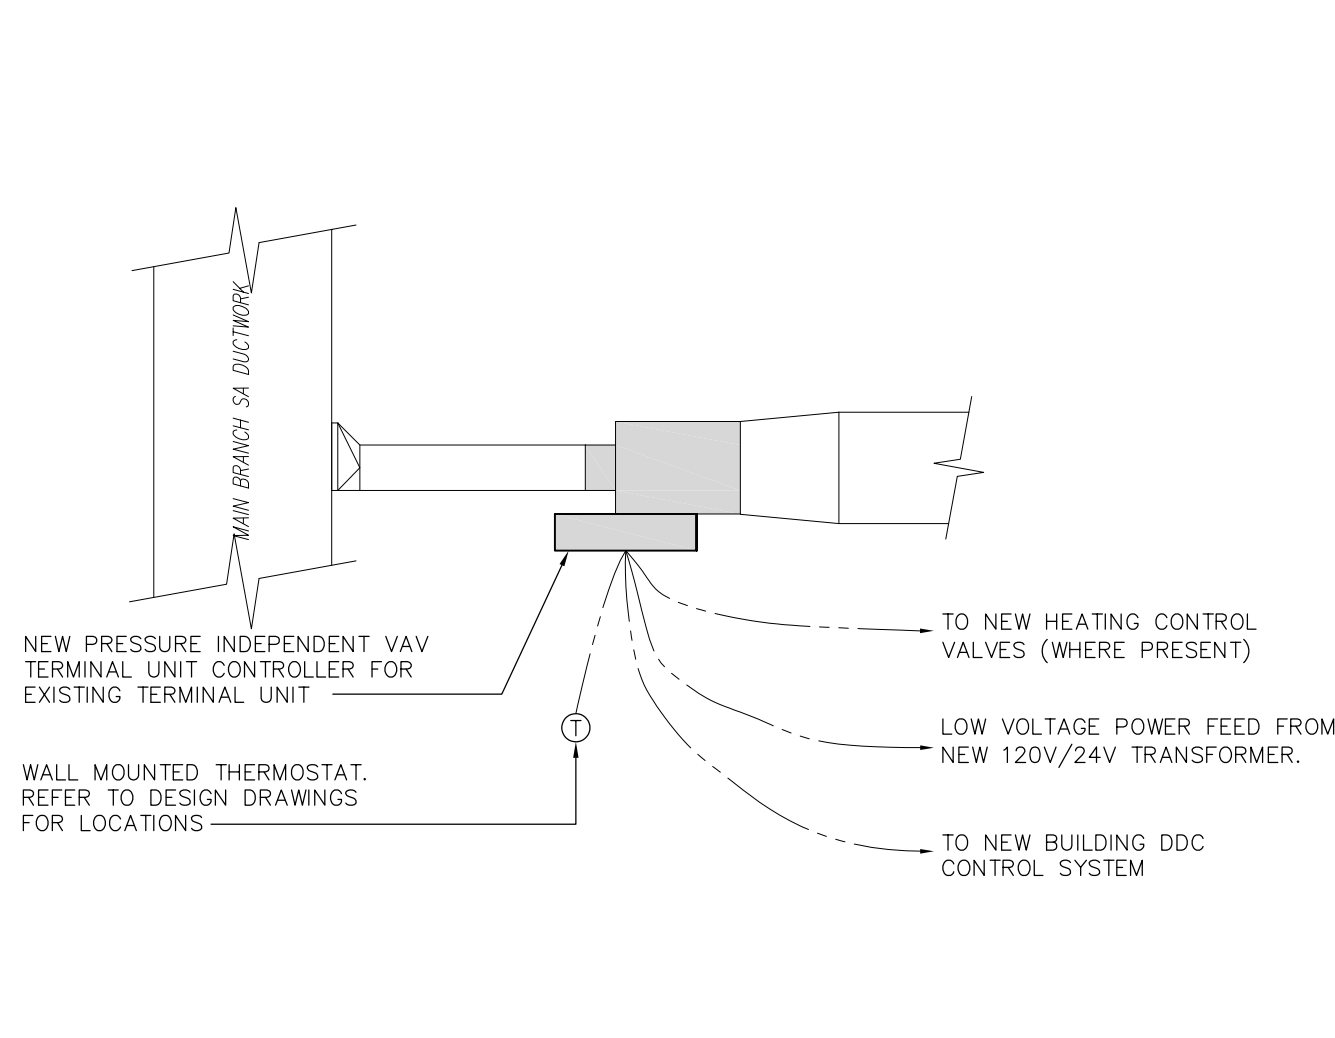 MAIN BRANCH SA DUCTWORK
NEW PRESSURE INDEPENDENT VAV
TERMINAL UNIT CONTROLLER FOR
EXISTING TERMINAL UNIT
T
WALL MOUNTED THERMOSTAT.
REFER TO DESIGN DRAWINGS
FOR LOCATIONS
TO NEW HEATING CONTROL
VALVES (WHERE PRESENT)
LOW VOLTAGE POWER FEED FROM
NEW 120V/24V TRANSFORMER.
TO NEW BUILDING DDC
CONTROL SYSTEM